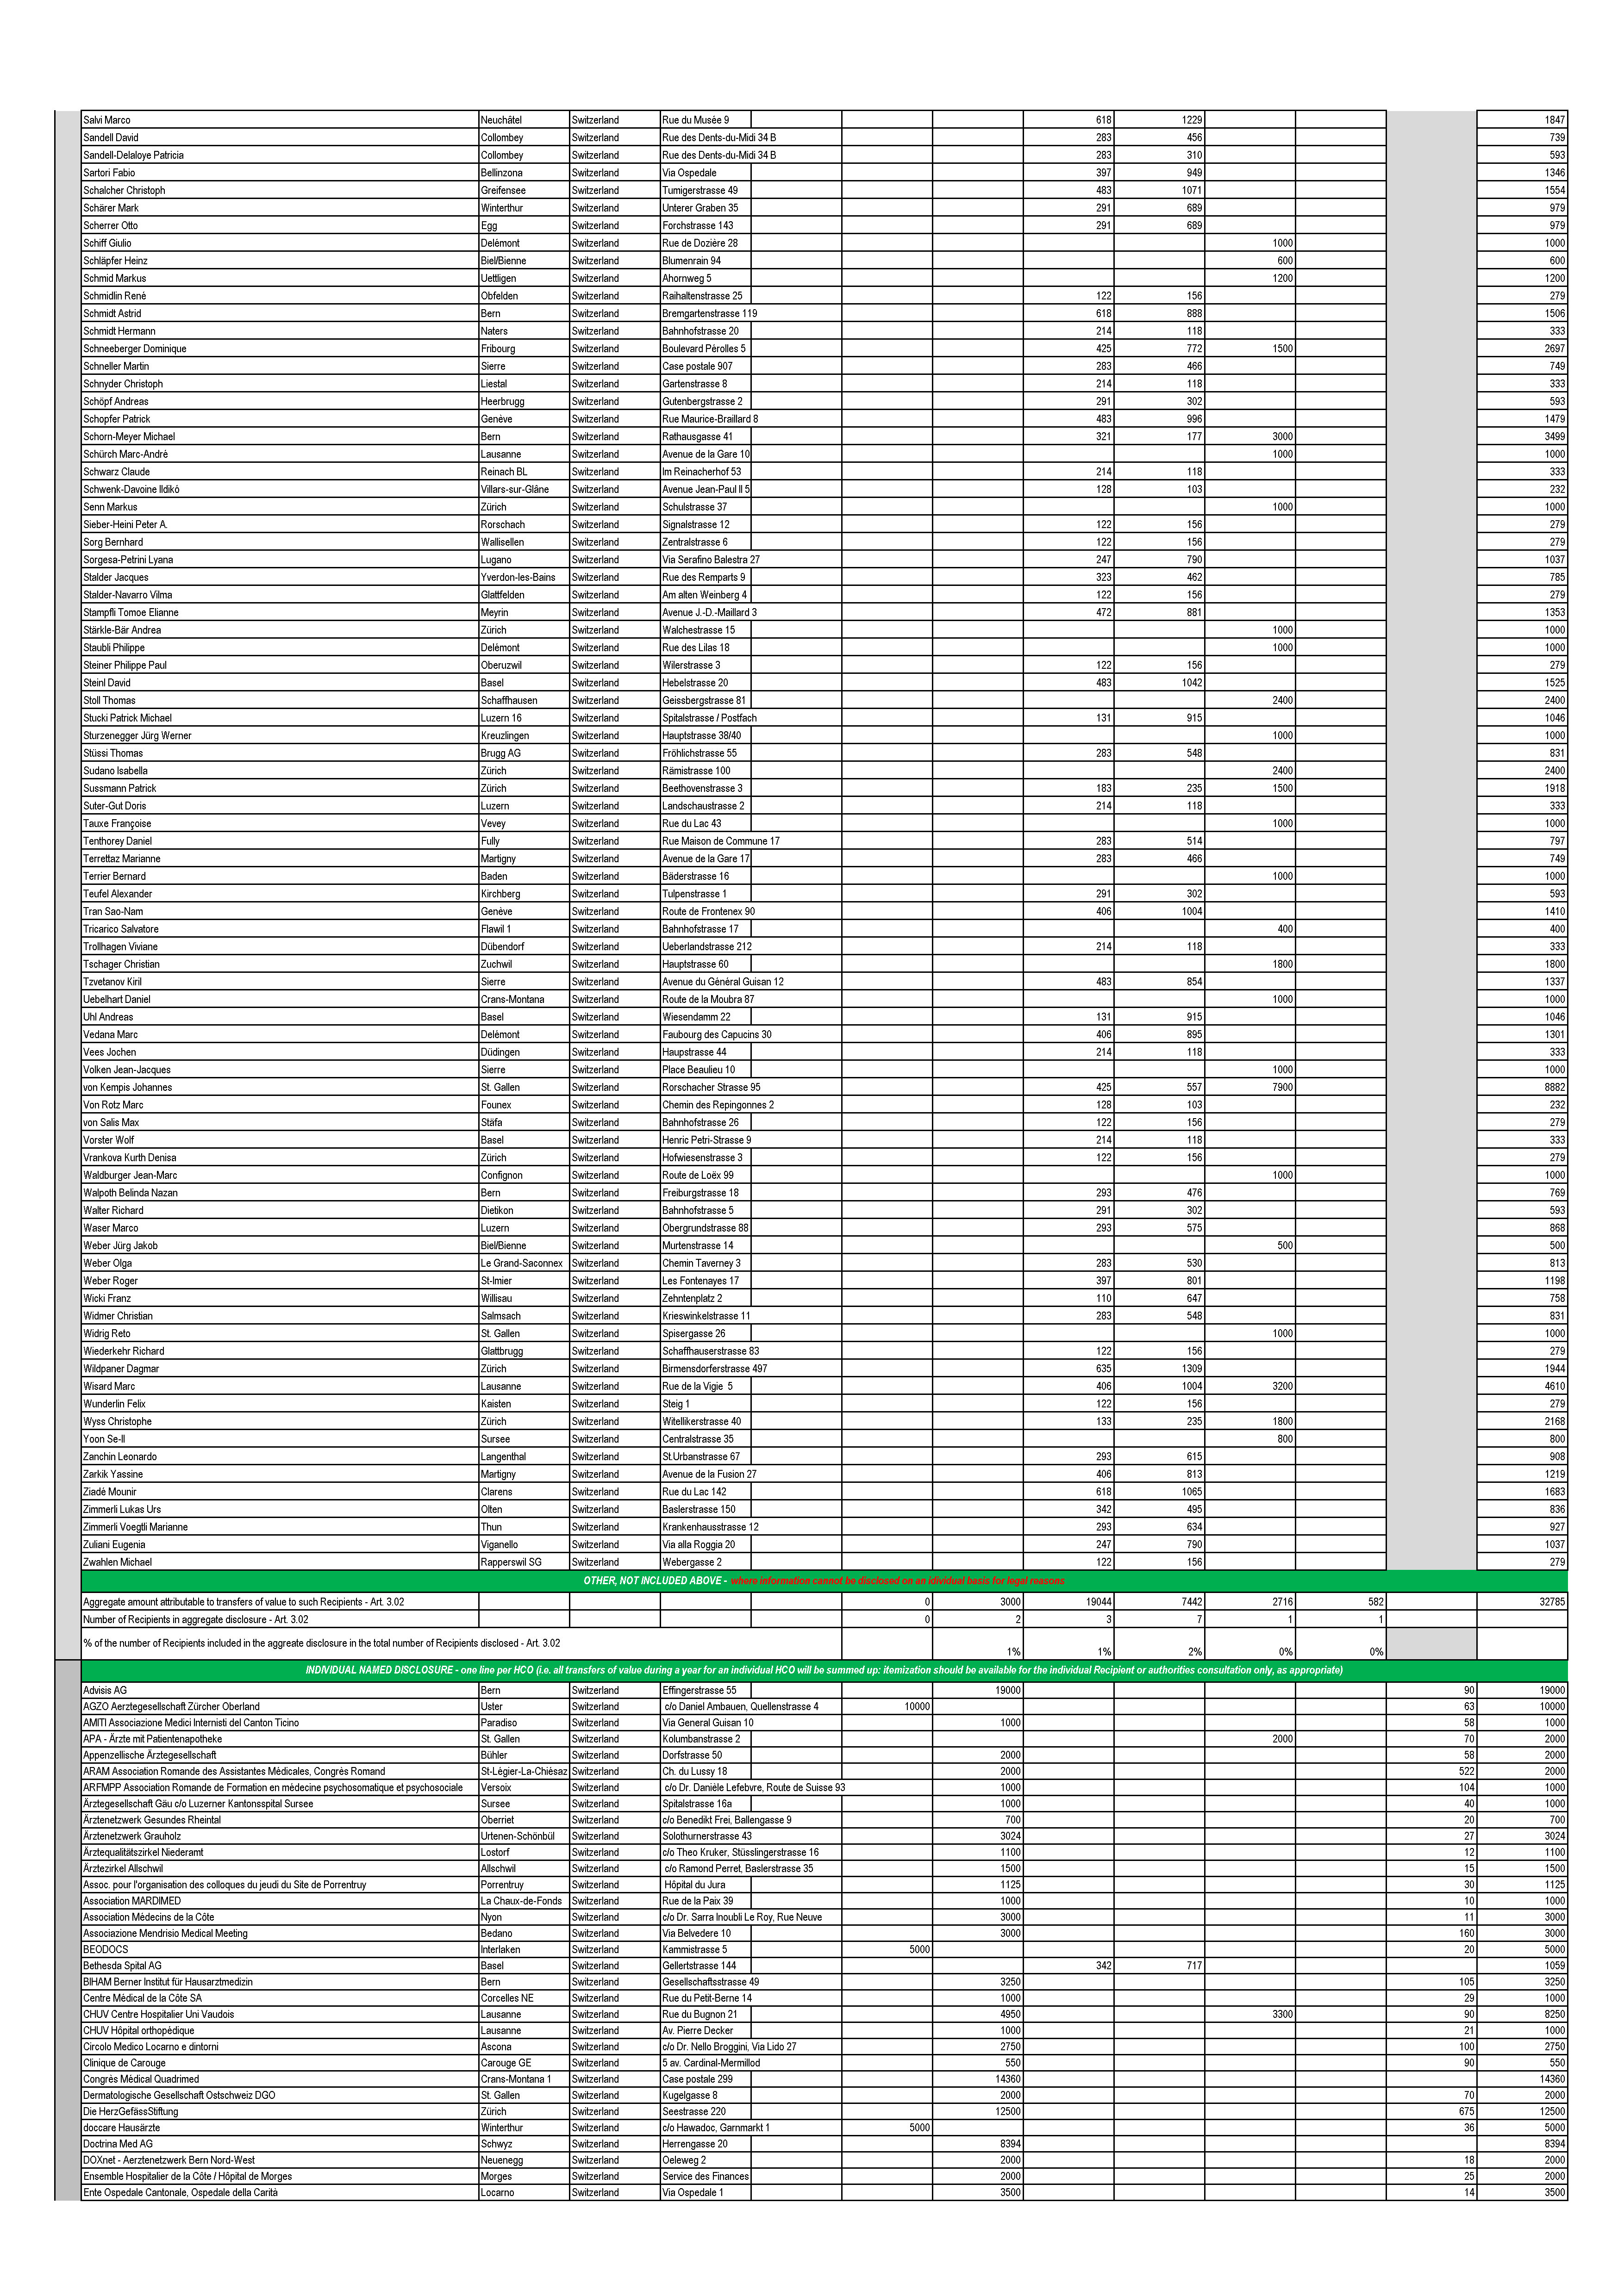 Salvi Marco Neuchâtel Switzerland Rue du Musée 9 618 1229 1847
Sandell David Collombey Switzerland Rue des Dents-du-Midi 34 B 283 456 739
Sandell-Delaloye Patricia Collombey Switzerland Rue des Dents-du-Midi 34 B 283 310 593
Sartori Fabio Bellinzona Switzerland Via Ospedale 397 949 1346
Schalcher Christoph Greifensee Switzerland Tumigerstrasse 49 483 1071 1554
Schärer Mark Winterthur Switzerland Unterer Graben 35 291 689 979
Scherrer Otto Egg Switzerland Forchstrasse 143 291 689 979
Schiff Giulio Delémont Switzerland Rue de Dozière 28 1000 1000
Schläpfer Heinz Biel/Bienne Switzerland Blumenrain 94 600 600
Schmid Markus Uettligen Switzerland Ahornweg 5 1200 1200
Schmidlin René Obfelden Switzerland Raihaltenstrasse 25 122 156 279
Schmidt Astrid Bern Switzerland Bremgartenstrasse 119 618 888 1506
Schmidt Hermann Naters Switzerland Bahnhofstrasse 20 214 118 333
Schneeberger Dominique Fribourg Switzerland Boulevard Pérolles 5 425 772 1500 2697
Schneller Martin Sierre Switzerland Case postale 907 283 466 749
Schnyder Christoph Liestal Switzerland Gartenstrasse 8 214 118 333
Schöpf Andreas Heerbrugg Switzerland Gutenbergstrasse 2 291 302 593
Schopfer Patrick Genève Switzerland Rue Maurice-Braillard 8 483 996 1479
Schorn-Meyer Michael Bern Switzerland Rathausgasse 41 321 177 3000 3499
Schürch Marc-André Lausanne Switzerland Avenue de la Gare 10 1000 1000
Schwarz Claude Reinach BL Switzerland Im Reinacherhof 53 214 118 333
Schwenk-Davoine Ildikó Villars-sur-Glâne Switzerland Avenue Jean-Paul II 5 128 103 232
Senn Markus Zürich Switzerland Schulstrasse 37 1000 1000
Sieber-Heini Peter A. Rorschach Switzerland Signalstrasse 12 122 156 279
Sorg Bernhard Wallisellen Switzerland Zentralstrasse 6 122 156 279
Sorgesa-Petrini Lyana Lugano Switzerland Via Serafino Balestra 27 247 790 1037
Stalder Jacques Yverdon-les-Bains Switzerland Rue des Remparts 9 323 462 785
Stalder-Navarro Vilma Glattfelden Switzerland Am alten Weinberg 4 122 156 279
Stampfli Tomoe Elianne Meyrin Switzerland Avenue J.-D.-Maillard 3 472 881 1353
Stärkle-Bär Andrea Zürich Switzerland Walchestrasse 15 1000 1000
Staubli Philippe Delémont Switzerland Rue des Lilas 18 1000 1000
Steiner Philippe Paul Oberuzwil Switzerland Wilerstrasse 3 122 156 279
Steinl David Basel Switzerland Hebelstrasse 20 483 1042 1525
Stoll Thomas Schaffhausen Switzerland Geissbergstrasse 81 2400 2400
Stucki Patrick Michael Luzern 16 Switzerland Spitalstrasse / Postfach 131 915 1046
Sturzenegger Jürg Werner Kreuzlingen Switzerland Hauptstrasse 38/40 1000 1000
Stüssi Thomas Brugg AG Switzerland Fröhlichstrasse 55 283 548 831
Sudano Isabella Zürich Switzerland Rämistrasse 100 2400 2400
Sussmann Patrick Zürich Switzerland Beethovenstrasse 3 183 235 1500 1918
Suter-Gut Doris Luzern Switzerland Landschaustrasse 2 214 118 333
Tauxe Françoise Vevey Switzerland Rue du Lac 43 1000 1000
Tenthorey Daniel Fully Switzerland Rue Maison de Commune 17 283 514 797
Terrettaz Marianne Martigny Switzerland Avenue de la Gare 17 283 466 749
Terrier Bernard Baden Switzerland Bäderstrasse 16 1000 1000
Teufel Alexander Kirchberg Switzerland Tulpenstrasse 1 291 302 593
Tran Sao-Nam Genève Switzerland Route de Frontenex 90 406 1004 1410
Tricarico Salvatore Flawil 1 Switzerland Bahnhofstrasse 17 400 400
Trollhagen Viviane Dübendorf Switzerland Ueberlandstrasse 212 214 118 333
Tschager Christian Zuchwil Switzerland Hauptstrasse 60 1800 1800
Tzvetanov Kiril Sierre Switzerland Avenue du Général Guisan 12 483 854 1337
Uebelhart Daniel Crans-Montana Switzerland Route de la Moubra 87 1000 1000
Uhl Andreas Basel Switzerland Wiesendamm 22 131 915 1046
Vedana Marc Delémont Switzerland Faubourg des Capucins 30 406 895 1301
Vees Jochen Düdingen Switzerland Haupstrasse 44 214 118 333
Volken Jean-Jacques Sierre Switzerland Place Beaulieu 10 1000 1000
von Kempis Johannes St. Gallen Switzerland Rorschacher Strasse 95 425 557 7900 8882
Von Rotz Marc Founex Switzerland Chemin des Repingonnes 2 128 103 232
von Salis Max Stäfa Switzerland Bahnhofstrasse 26 122 156 279
Vorster Wolf Basel Switzerland Henric Petri-Strasse 9 214 118 333
Vrankova Kurth Denisa Zürich Switzerland Hofwiesenstrasse 3 122 156 279
Waldburger Jean-Marc Confignon Switzerland Route de Loëx 99 1000 1000
Walpoth Belinda Nazan Bern Switzerland Freiburgstrasse 18 293 476 769
Walter Richard Dietikon Switzerland Bahnhofstrasse 5 291 302 593
Waser Marco Luzern Switzerland Obergrundstrasse 88 293 575 868
Weber Jürg Jakob Biel/Bienne Switzerland Murtenstrasse 14 500 500
Weber Olga Le Grand-Saconnex Switzerland Chemin Taverney 3 283 530 813
Weber Roger St-Imier Switzerland Les Fontenayes 17 397 801 1198
Wicki Franz Willisau Switzerland Zehntenplatz 2 110 647 758
Widmer Christian Salmsach Switzerland Krieswinkelstrasse 11 283 548 831
Widrig Reto St. Gallen Switzerland Spisergasse 26 1000 1000
Wiederkehr Richard Glattbrugg Switzerland Schaffhauserstrasse 83 122 156 279
Wildpaner Dagmar Zürich Switzerland Birmensdorferstrasse 497 635 1309 1944
Wisard Marc Lausanne Switzerland Rue de la Vigie 5 406 1004 3200 4610
Wunderlin Felix Kaisten Switzerland Steig 1 122 156 279
Wyss Christophe Zürich Switzerland Witellikerstrasse 40 133 235 1800 2168
Yoon Se-Il Sursee Switzerland Centralstrasse 35 800 800
Zanchin Leonardo Langenthal Switzerland St.Urbanstrasse 67 293 615 908
Zarkik Yassine Martigny Switzerland Avenue de la Fusion 27 406 813 1219
Ziadé Mounir Clarens Switzerland Rue du Lac 142 618 1065 1683
Zimmerli Lukas Urs Olten Switzerland Baslerstrasse 150 342 495 836
Zimmerli Voegtli Marianne Thun Switzerland Krankenhausstrasse 12 293 634 927
Zuliani Eugenia Viganello Switzerland Via alla Roggia 20 247 790 1037
Zwahlen Michael Rapperswil SG Switzerland Webergasse 2 122 156 279
OTHER, NOT INCLUDED ABOVE - where information cannot be disclosed on an idividual basis for legal reasons
Aggregate amount attributable to transfers of value to such Recipients - Art. 3.02 0 3000 19044 7442 2716 582 32785
Number of Recipients in aggregate disclosure - Art. 3.02 0 2 3 7 1 1
% of the number of Recipients included in the aggreate disclosure in the total number of Recipients disclosed - Art. 3.02 1% 1% 2% 0% 0%
INDIVIDUAL NAMED DISCLOSURE - one line per HCO (i.e. all transfers of value during a year for an individual HCO will be summed up: itemization should be available for the individual Recipient or authorities consultation only, as appropriate)
Advisis AG Bern Switzerland Effingerstrasse 55 19000 90 19000
AGZO Aerztegesellschaft Zürcher Oberland Uster Switzerland c/o Daniel Ambauen, Quellenstrasse 4 10000 63 10000
AMITI Associazione Medici Internisti del Canton Ticino Paradiso Switzerland Via General Guisan 10 1000 58 1000
APA - Ärzte mit Patientenapotheke St. Gallen Switzerland Kolumbanstrasse 2 2000 70 2000
Appenzellische Ärztegesellschaft Bühler Switzerland Dorfstrasse 50 2000 58 2000
ARAM Association Romande des Assistantes Médicales, Congrés Romand St-Légier-La-Chiésaz Switzerland Ch. du Lussy 18 2000 522 2000
ARFMPP Association Romande de Formation en médecine psychosomatique et psychosociale Versoix Switzerland c/o Dr. Danièle Lefebvre, Route de Suisse 93 1000 104 1000
Ärztegesellschaft Gäu c/o Luzerner Kantonsspital Sursee Sursee Switzerland Spitalstrasse 16a 1000 40 1000
Ärztenetzwerk Gesundes Rheintal Oberriet Switzerland c/o Benedikt Frei, Ballengasse 9 700 20 700
Ärztenetzwerk Grauholz Urtenen-Schönbül Switzerland Solothurnerstrasse 43 3024 27 3024
Ärztequalitätszirkel Niederamt Lostorf Switzerland c/o Theo Kruker, Stüsslingerstrasse 16 1100 12 1100
Ärztezirkel Allschwil Allschwil Switzerland c/o Ramond Perret, Baslerstrasse 35 1500 15 1500
Assoc. pour l'organisation des colloques du jeudi du Site de Porrentruy Porrentruy Switzerland Hôpital du Jura 1125 30 1125
Association MARDIMED La Chaux-de-Fonds Switzerland Rue de la Paix 39 1000 10 1000
Association Médecins de la Côte Nyon Switzerland c/o Dr. Sarra Inoubli Le Roy, Rue Neuve 3000 11 3000
Associazione Mendrisio Medical Meeting Bedano Switzerland Via Belvedere 10 3000 160 3000
BEODOCS Interlaken Switzerland Kammistrasse 5 5000 20 5000
Bethesda Spital AG Basel Switzerland Gellertstrasse 144 342 717 1059
BIHAM Berner Institut für Hausarztmedizin Bern Switzerland Gesellschaftsstrasse 49 3250 105 3250
Centre Médical de la Côte SA Corcelles NE Switzerland Rue du Petit-Berne 14 1000 29 1000
CHUV Centre Hospitalier Uni Vaudois Lausanne Switzerland Rue du Bugnon 21 4950 3300 90 8250
CHUV Hôpital orthopédique Lausanne Switzerland Av. Pierre Decker 1000 21 1000
Circolo Medico Locarno e dintorni Ascona Switzerland c/o Dr. Nello Broggini, Via Lido 27 2750 100 2750
Clinique de Carouge Carouge GE Switzerland 5 av. Cardinal-Mermillod 550 90 550
Congrès Médical Quadrimed Crans-Montana 1 Switzerland Case postale 299 14360 14360
Dermatologische Gesellschaft Ostschweiz DGO St. Gallen Switzerland Kugelgasse 8 2000 70 2000
Die HerzGefässStiftung Zürich Switzerland Seestrasse 220 12500 675 12500
doccare Hausärzte Winterthur Switzerland c/o Hawadoc, Garnmarkt 1 5000 36 5000
Doctrina Med AG Schwyz Switzerland Herrengasse 20 8394 8394
DOXnet - Aerztenetzwerk Bern Nord-West Neuenegg Switzerland Oeleweg 2 2000 18 2000
Ensemble Hospitalier de la Côte / Hôpital de Morges Morges Switzerland Service des Finances 2000 25 2000
Ente Ospedale Cantonale, Ospedale della Carità Locarno Switzerland Via Ospedale 1 3500 14 3500